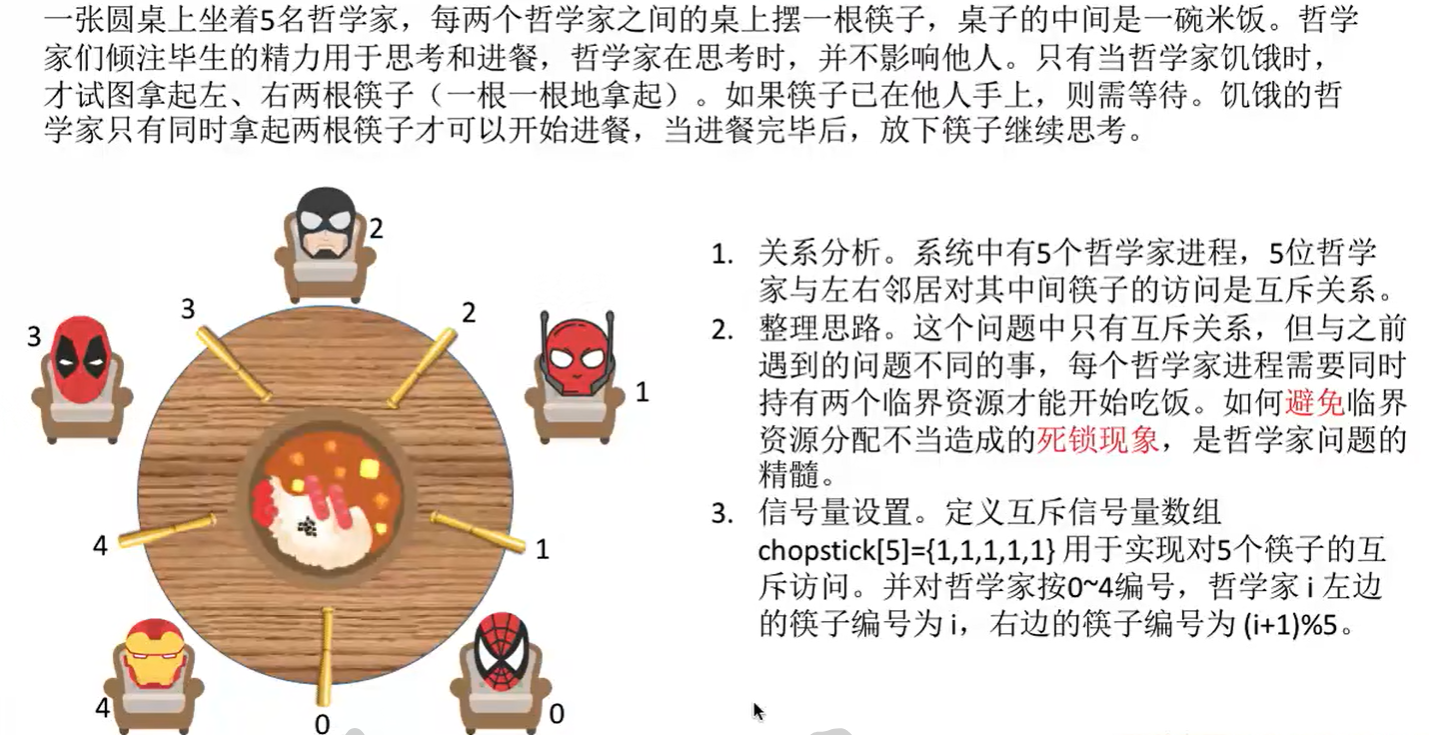 一张圆桌上坐着5名哲学家，每两个哲学家之间的桌上摆一根筷子，桌子的中间是一碗米饭。哲学
家们倾注毕生的精力用于思考和进餐，哲学家在思考时，并不影响他人。只有当哲学家饥饿时，
才试图拿起左、右两根筷子（一根一根地拿起）。如果筷子已在他人手上，则需等待。饥饿的哲
学家只有同时拿起两根筷子才可以开始进餐，当进餐完毕后，放下筷子继续思考。
2
3
2
3
1
4
1
4
0
0
1. 关系分析。系统中有5个哲学家进程，5位哲学
家与左右邻居对其中间筷子的访问是互斥关系。
2. 整理思路。这个问题中只有互斥关系，但与之前
遇到的问题不同的事，每个哲学家进程需要同时
持有两个临界资源才能开始吃饭。如何避免临界
资源分配不当造成的死锁现象，是哲学家问题的
精髓。
3. 信号量设置。定义互斥信号量数组
chopstick[5]={1,1,1,1,1} 用于实现对5个筷子的互
斥访问。并对哲学家按0~4编号，哲学家 i 左边
的筷子编号为 i，右边的筷子编号为 (i+1)%5。